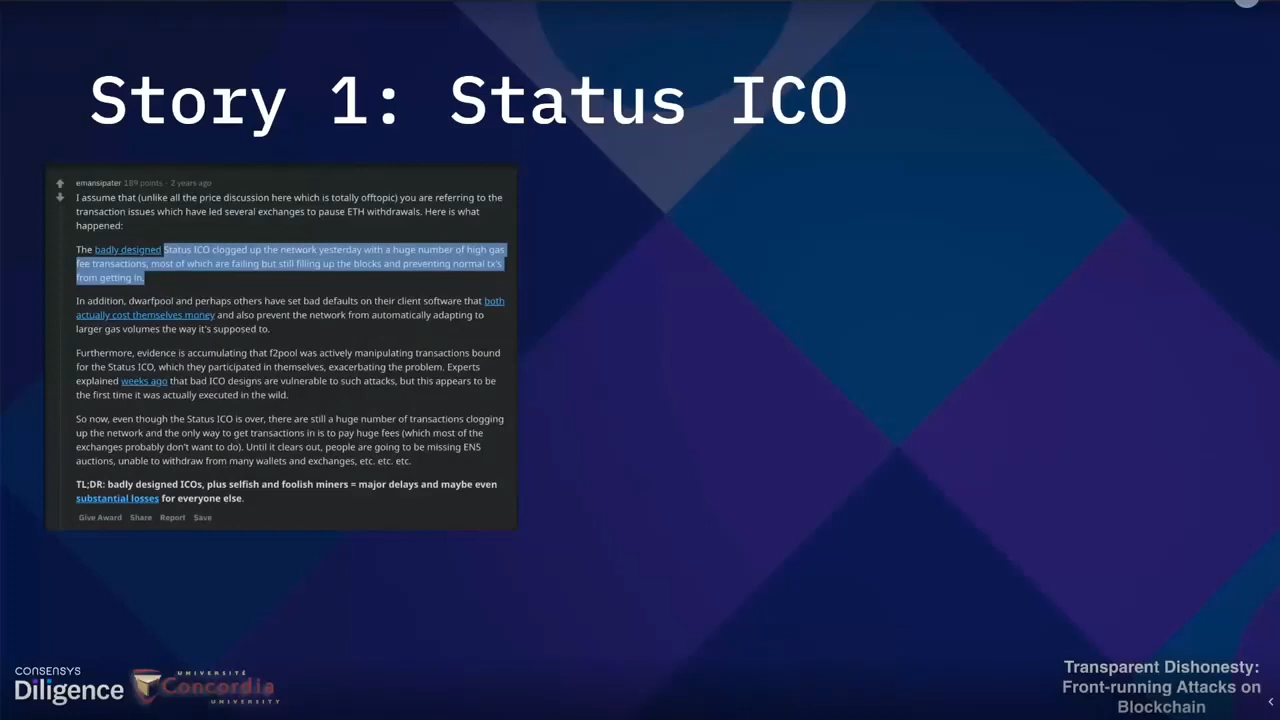 Story 1: Status ICO
emansipater 189 points · 2 years ago
I assume that (unlike all the price discussion here which is totally offtopic) you are referring to the
transaction issues which have led several exchanges to pause ETH withdrawals. Here is what
happened:
The badly designed Status ICO clogged up the network yesterday with a huge number of high gas
fee transactions, most of which are failing but still filling up the blocks and preventing normal tx's
from getting in.
In addition, dwarfpool and perhaps others have set bad defaults on their client software that both
actually cost themselves money and also prevent the network from automatically adapting to
larger gas volumes the way it's supposed to.
Furthermore, evidence is accumulating that f2pool was actively manipulating transactions bound
for the Status ICO, which they participated in themselves, exacerbating the problem. Experts
explained weeks ago that bad ICO designs are vulnerable to such attacks, but this appears to be
the first time it was actually executed in the wild.
So now, even though the Status ICO is over, there are still a huge number of transactions clogging
up the network and the only way to get transactions in is to pay huge fees (which most of the
exchanges probably don't want to do). Until it clears out, people are going to be missing ENS
auctions, unable to withdraw from many wallets and exchanges, etc. etc. etc.
TL;DR: badly designed ICOs, plus selfish and foolish miners = major delays and maybe even
substantial losses for everyone else.
Give Award Share Report Save
CONSENSYS
Diligence
UNIVERSITÉ
Concordia
UNIVERSITY
Transparent Dishonesty:
Front-running Attacks on
Blockchain